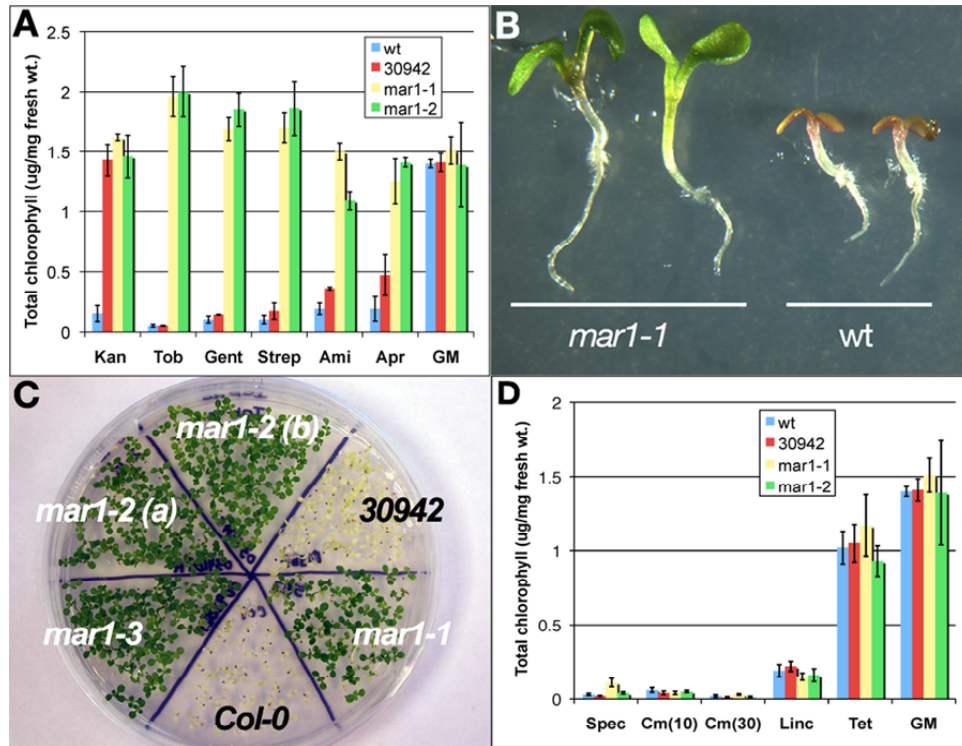 A
Total chlorophyll (ug/mg fresh wt.)
2.5
2
1.5
1
0.5
0
wt
30942
mar1-1
mar1-2
Kan Tob Gent Strep Ami Apr GM
B
mar1-1 wt
C
mar1-2 (b)
mar1-2 (a)
30942
mar1-3
mar1-1
Col-0
D
Total chlorophyll (ug/mg fresh wt.)
2
1.5
1
0.5
0
wt
30942
mar1-1
mar1-2
Spec Cm(10) Cm(30) Linc Tet GM